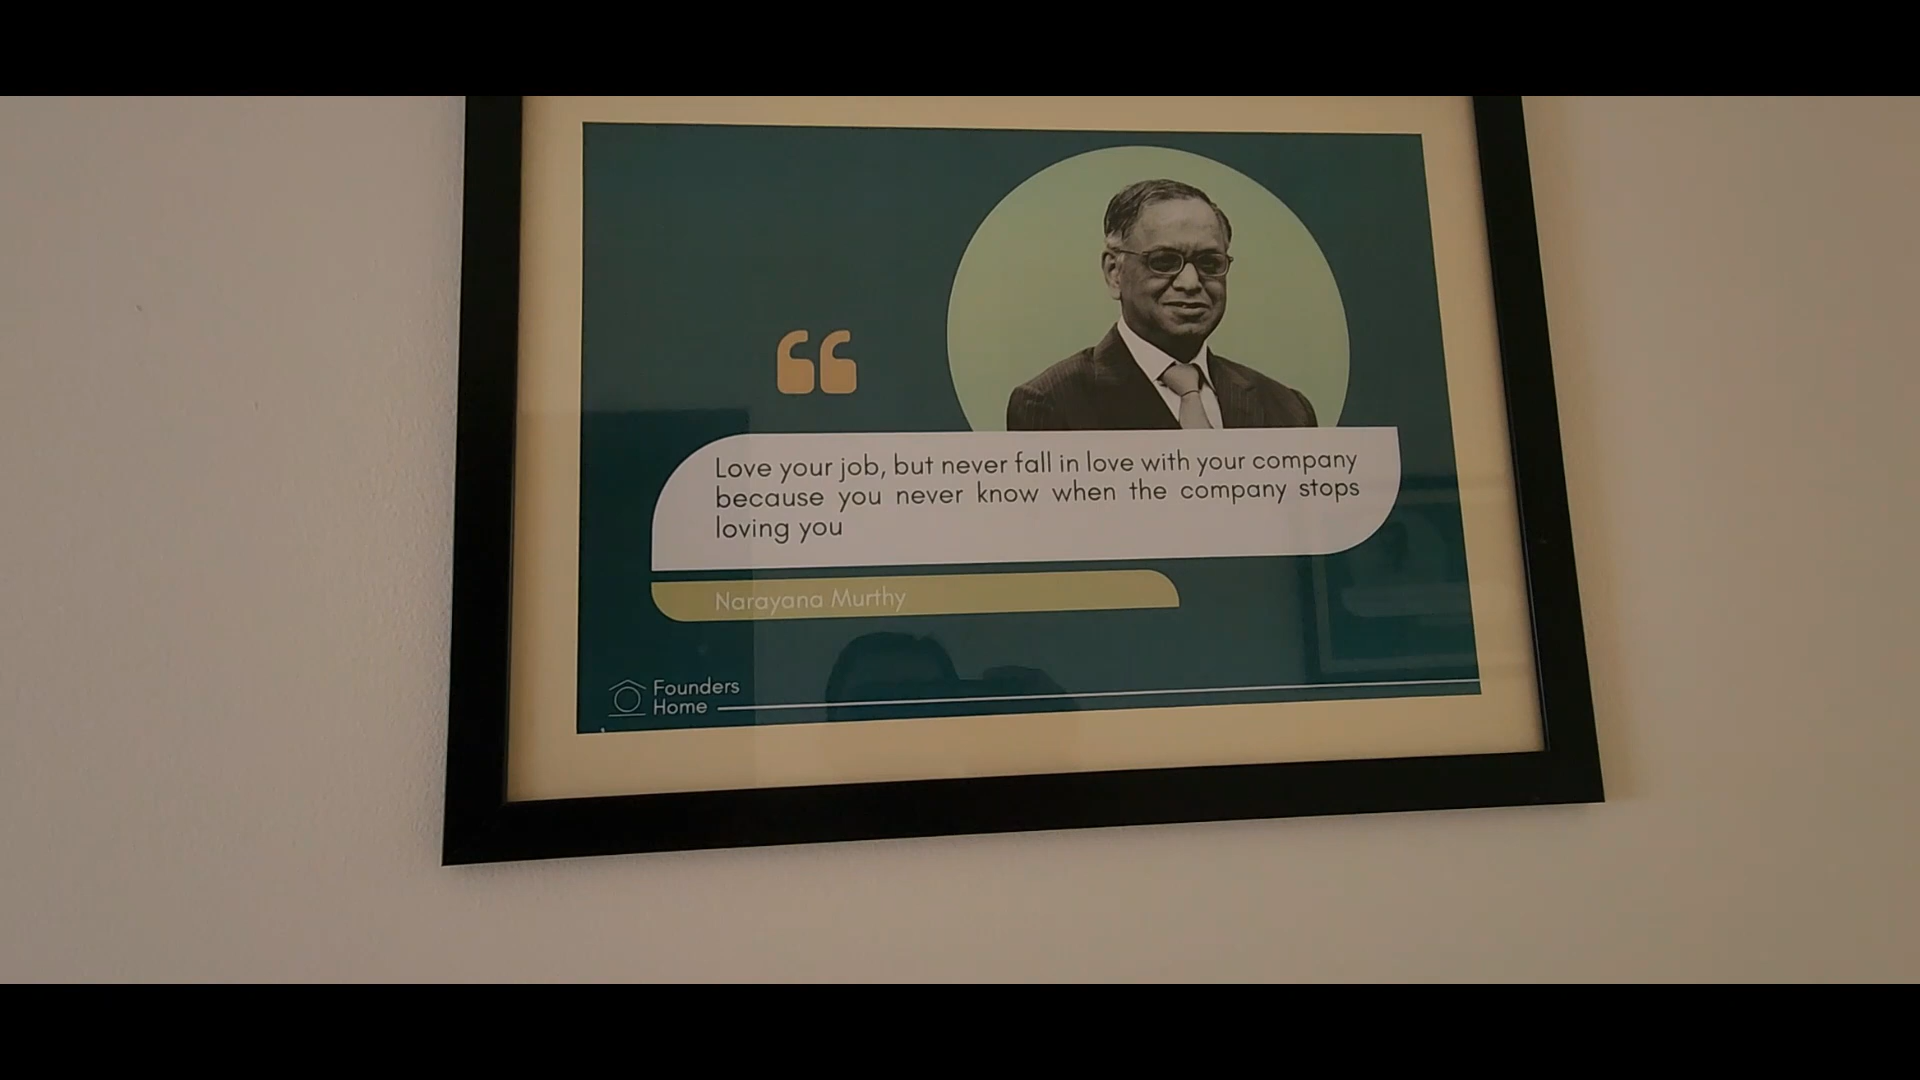 Love your job, but never fall in love with your company
because you never know when the company stops
loving you
Narayana Murthy
Founders
Home